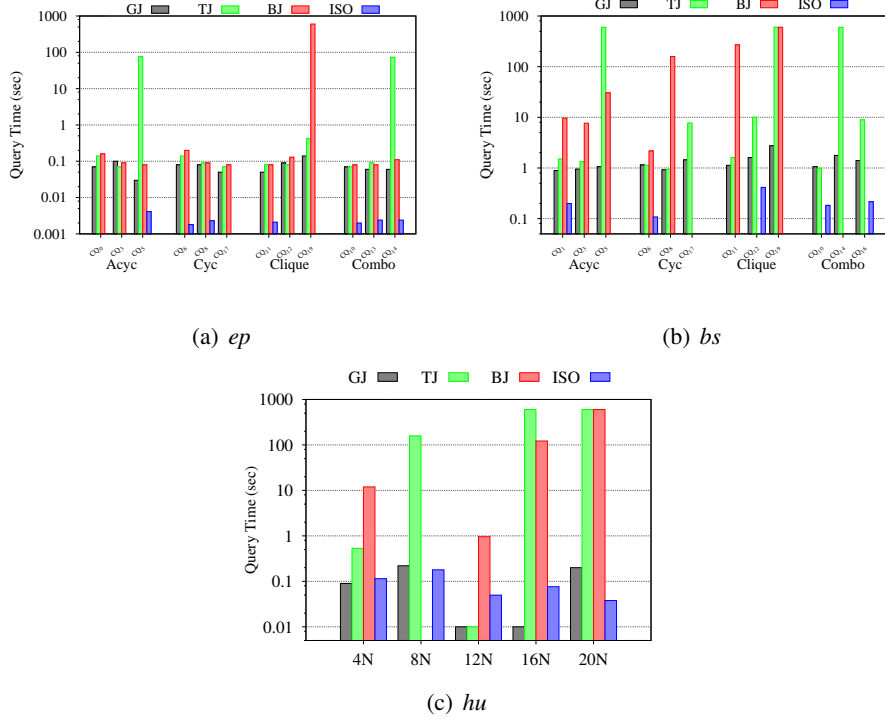 GJ TJ BJ ISO
1000
100
10
1
0.1
0.01
0.001
Query Time (sec)
Acyc Cyc Clique Combo
(a) ep
GJ TJ BJ ISO
1000
100
10
1
0.1
Query Time (sec)
Acyc Cyc Clique Combo
(b) bs
GJ TJ BJ ISO
1000
100
10
1
0.1
0.01
Query Time (sec)
4N 8N 12N 16N 20N
(c) hu